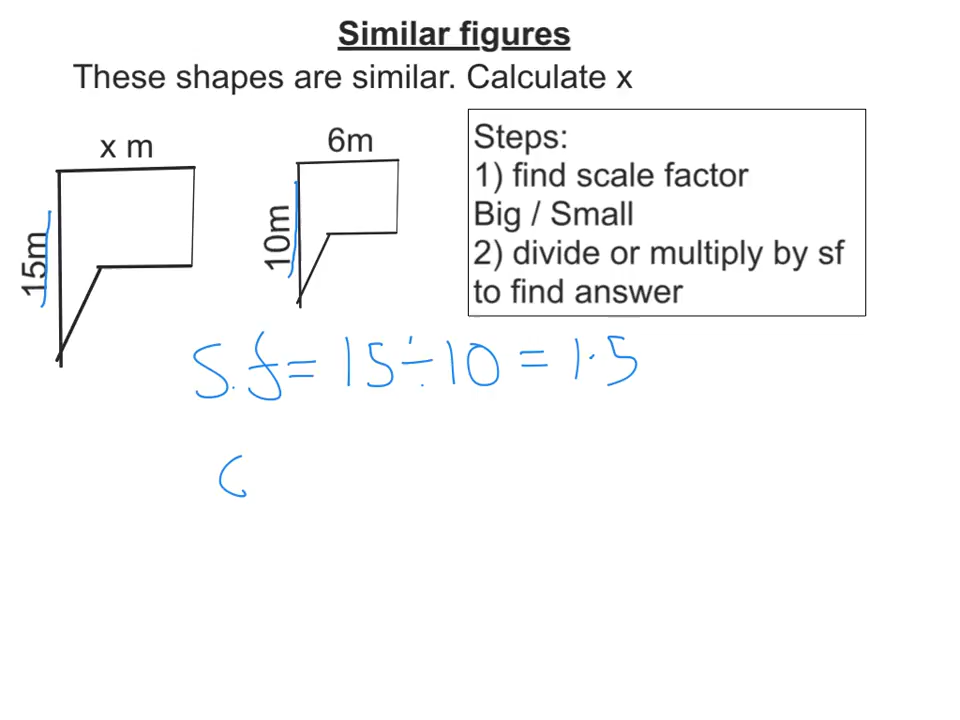 Similar figures
These shapes are similar. Calculate x
x m
15m
6m
10m
Steps:
1) find scale factor
Big / Small
2) divide or multiply by sf
to find answer
S.f = 15 ÷ 10 = 1.5